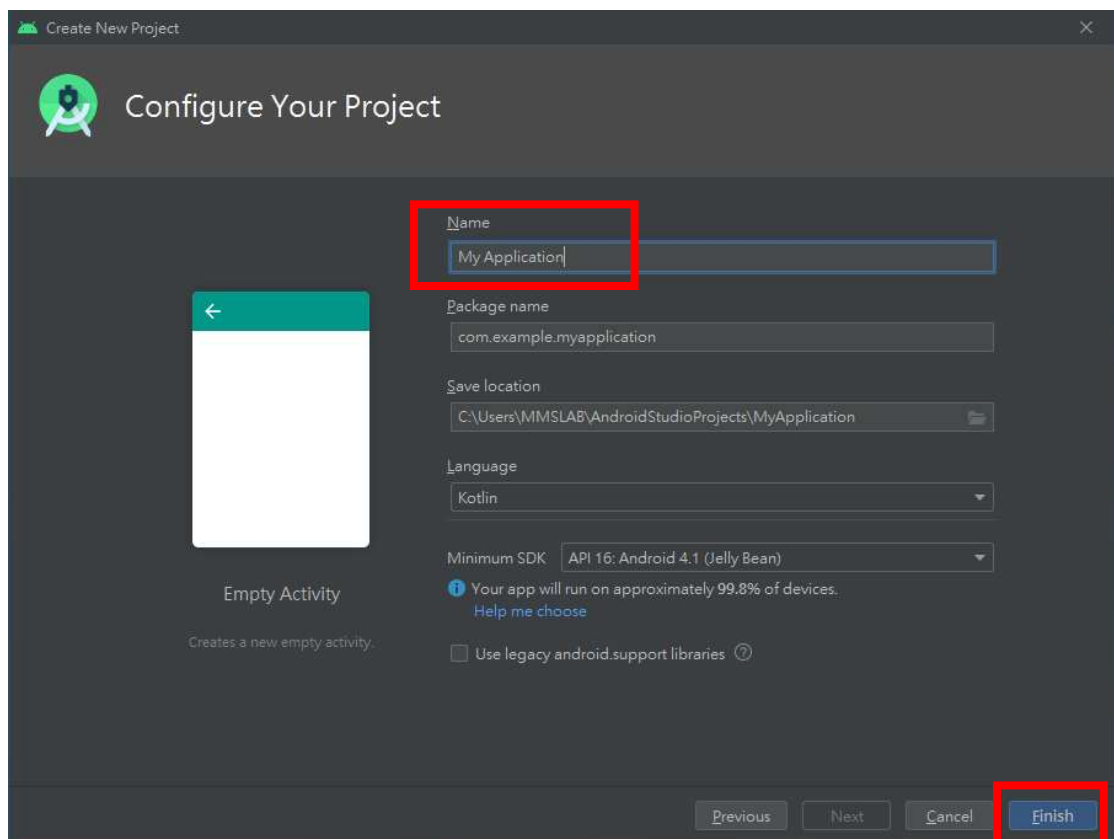 Create New Project
Configure Your Project
Name
My Application
Package name
com.example.myapplication
Save location
C:\Users\MMSLAB\AndroidStudioProjects\MyApplication
Language
Kotlin
Minimum SDK API 16: Android 4.1 (Jelly Bean)
Your app will run on approximately 99.8% of devices.
Help me choose
Use legacy android.support libraries ?
Empty Activity
Creates a new empty activity.
Previous Next Cancel Finish